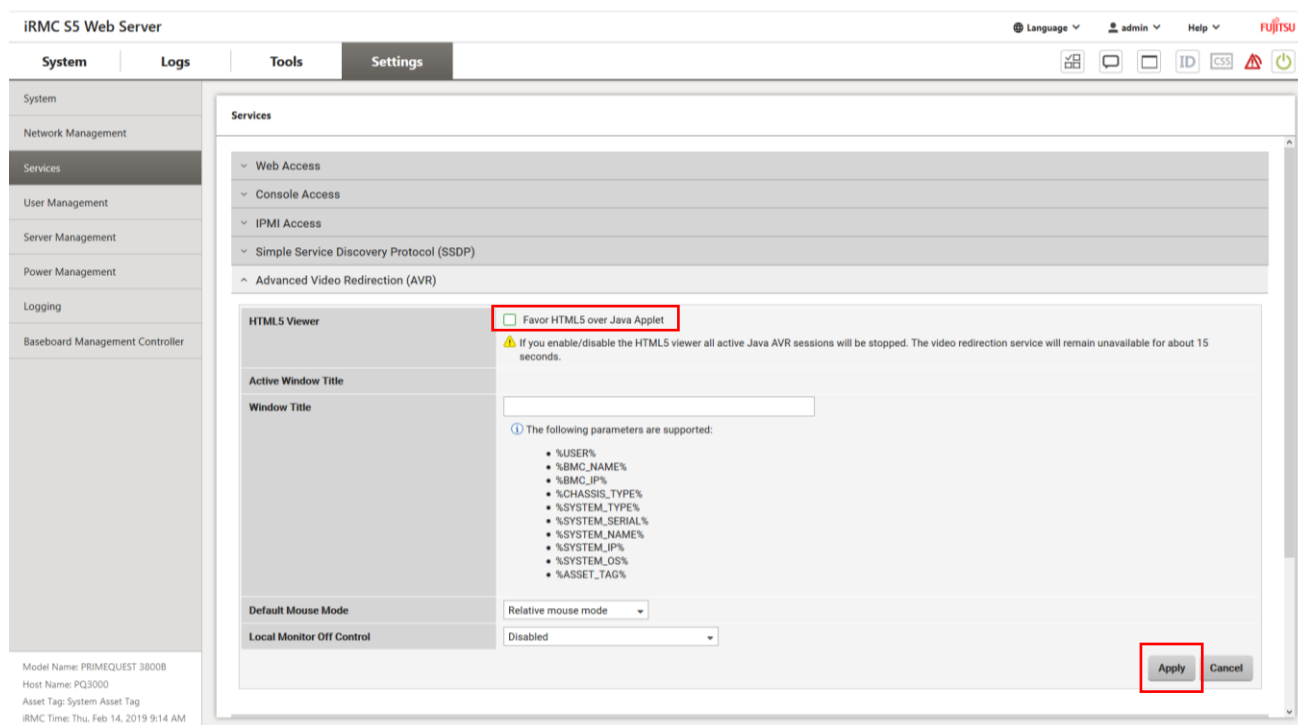 iRMC S5 Web Server
Language
admin
Help
FUJITSU
System
Logs
Tools
Settings
ID
CSS
System
Network Management
Services
User Management
Server Management
Power Management
Logging
Baseboard Management Controller
Services
Web Access
Console Access
IPMI Access
Simple Service Discovery Protocol (SSDP)
Advanced Video Redirection (AVR)
HTML5 Viewer
Favor HTML5 over Java Applet
If you enable/disable the HTML5 viewer all active Java AVR sessions will be stopped. The video redirection service will remain unavailable for about 15
seconds.
Active Window Title
Window Title
The following parameters are supported:
• %USER%
• %BMC_NAME%
• %BMC_IP%
• %CHASSIS_TYPE%
• %SYSTEM_TYPE%
• %SYSTEM_SERIAL%
• %SYSTEM_NAME%
• %SYSTEM_IP%
• %SYSTEM_OS%
• %ASSET_TAG%
Default Mouse Mode
Relative mouse mode
Local Monitor Off Control
Disabled
Apply
Cancel
Model Name: PRIMEQUEST 3800B
Host Name: PQ3000
Asset Tag: System Asset Tag
iRMC Time: Thu, Feb 14, 2019 9:14 AM